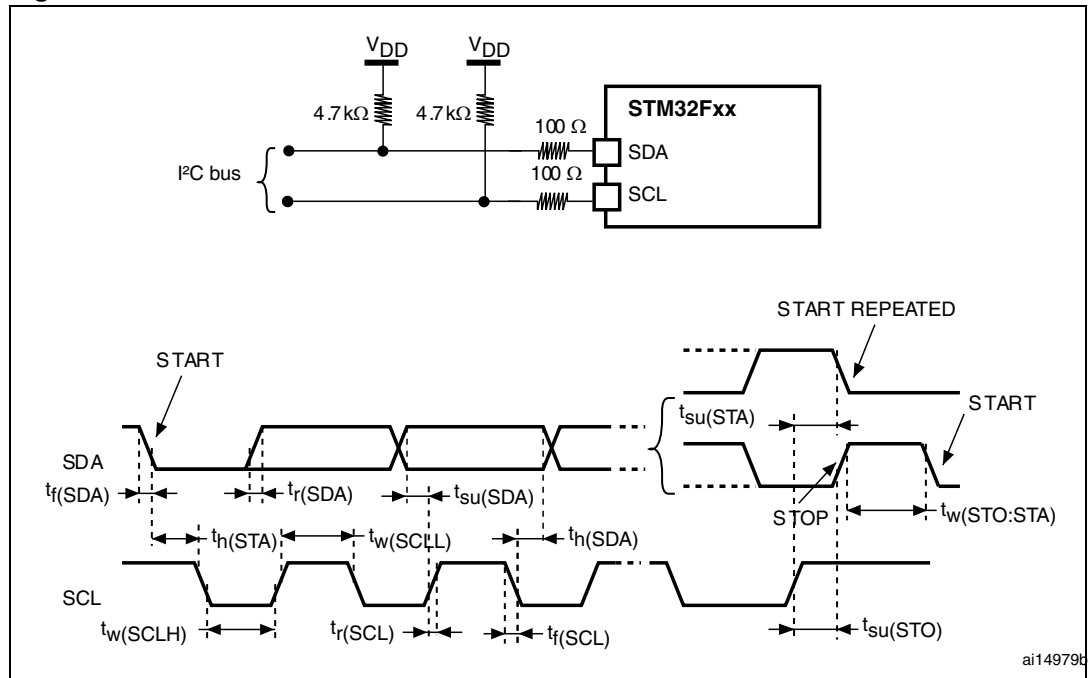 VDD VDD
4.7kΩ 4.7kΩ
STM32Fxx
100 Ω
SDA
I²C bus
100 Ω
SCL
START REPEATED
START
tsu(STA)
START
SDA
tf(SDA)
tr(SDA)
tsu(SDA)
STOP
tw(STO:STA)
th(STA)
tw(SCLL)
th(SDA)
SCL
tw(SCLH)
tr(SCL)
tf(SCL)
tsu(STO)
ai14979b